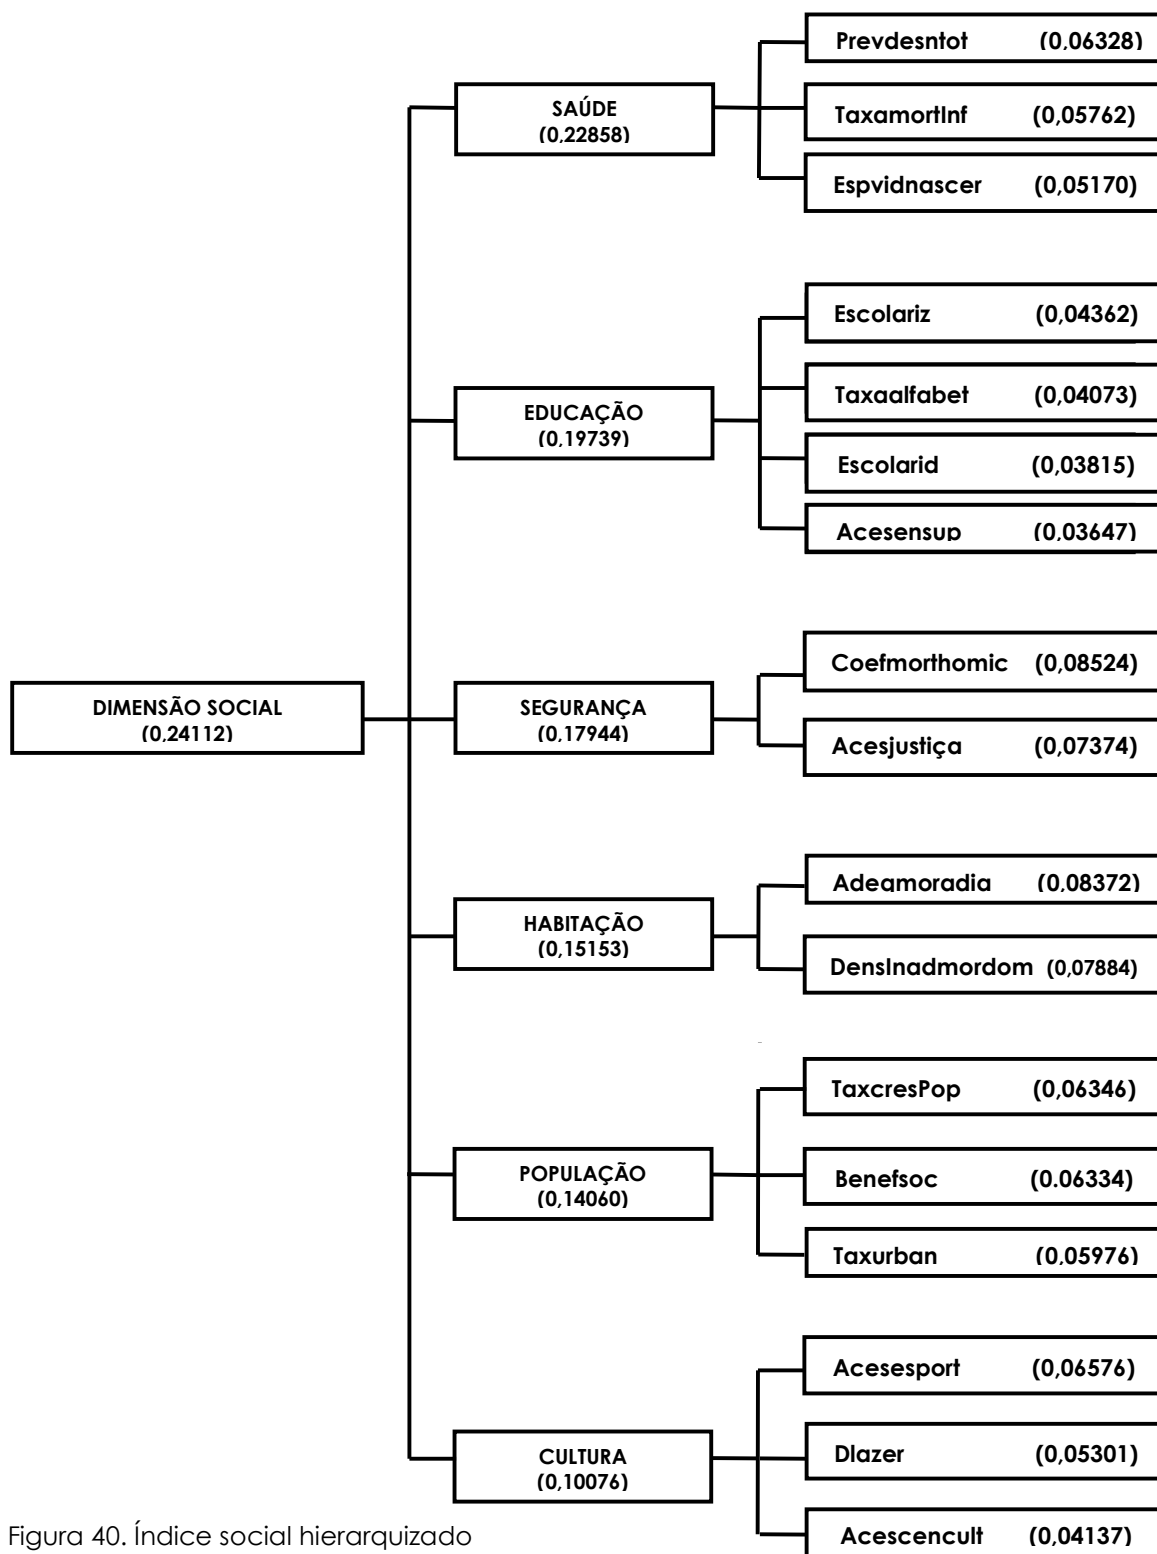 Prevdesntot (0,06328)
SAÚDE
(0,22858)
TaxamortInf (0,05762)
Espvidnascer (0,05170)
Escolariz (0,04362)
Taxaalfabet (0,04073)
EDUCAÇÃO
(0,19739)
Escolarid (0,03815)
Acesensup (0,03647)
Coefmorthomic (0,08524)
DIMENSÃO SOCIAL
(0,24112)
SEGURANÇA
(0,17944)
Acesjustiça (0,07374)
Adeqmoradia (0,08372)
HABITAÇÃO
(0,15153)
DensInadmordom (0,07884)
TaxcresPop (0,06346)
POPULAÇÃO
(0,14060)
Benefsoc (0.06334)
Taxurban (0,05976)
Acesesport (0,06576)
CULTURA
(0,10076)
Dlazer (0,05301)
Acescencult (0,04137)
Figura 40. Índice social hierarquizado